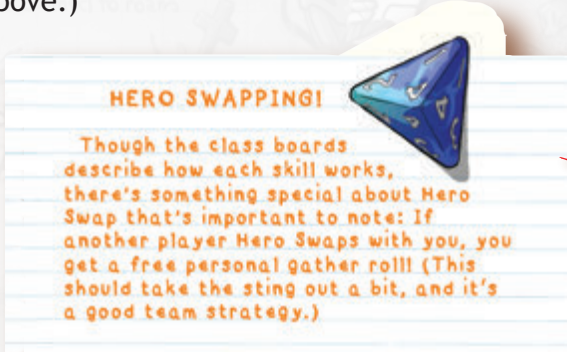 ove.)
HERO SWAPPING!
Though the class boards
describe how each skill works,
there's something special about Hero
Swap that's important to note: If
another player Hero Swaps with you, you
get a free personal gather roll!! (This
should take the sting out a bit, and it's
a good team strategy.)